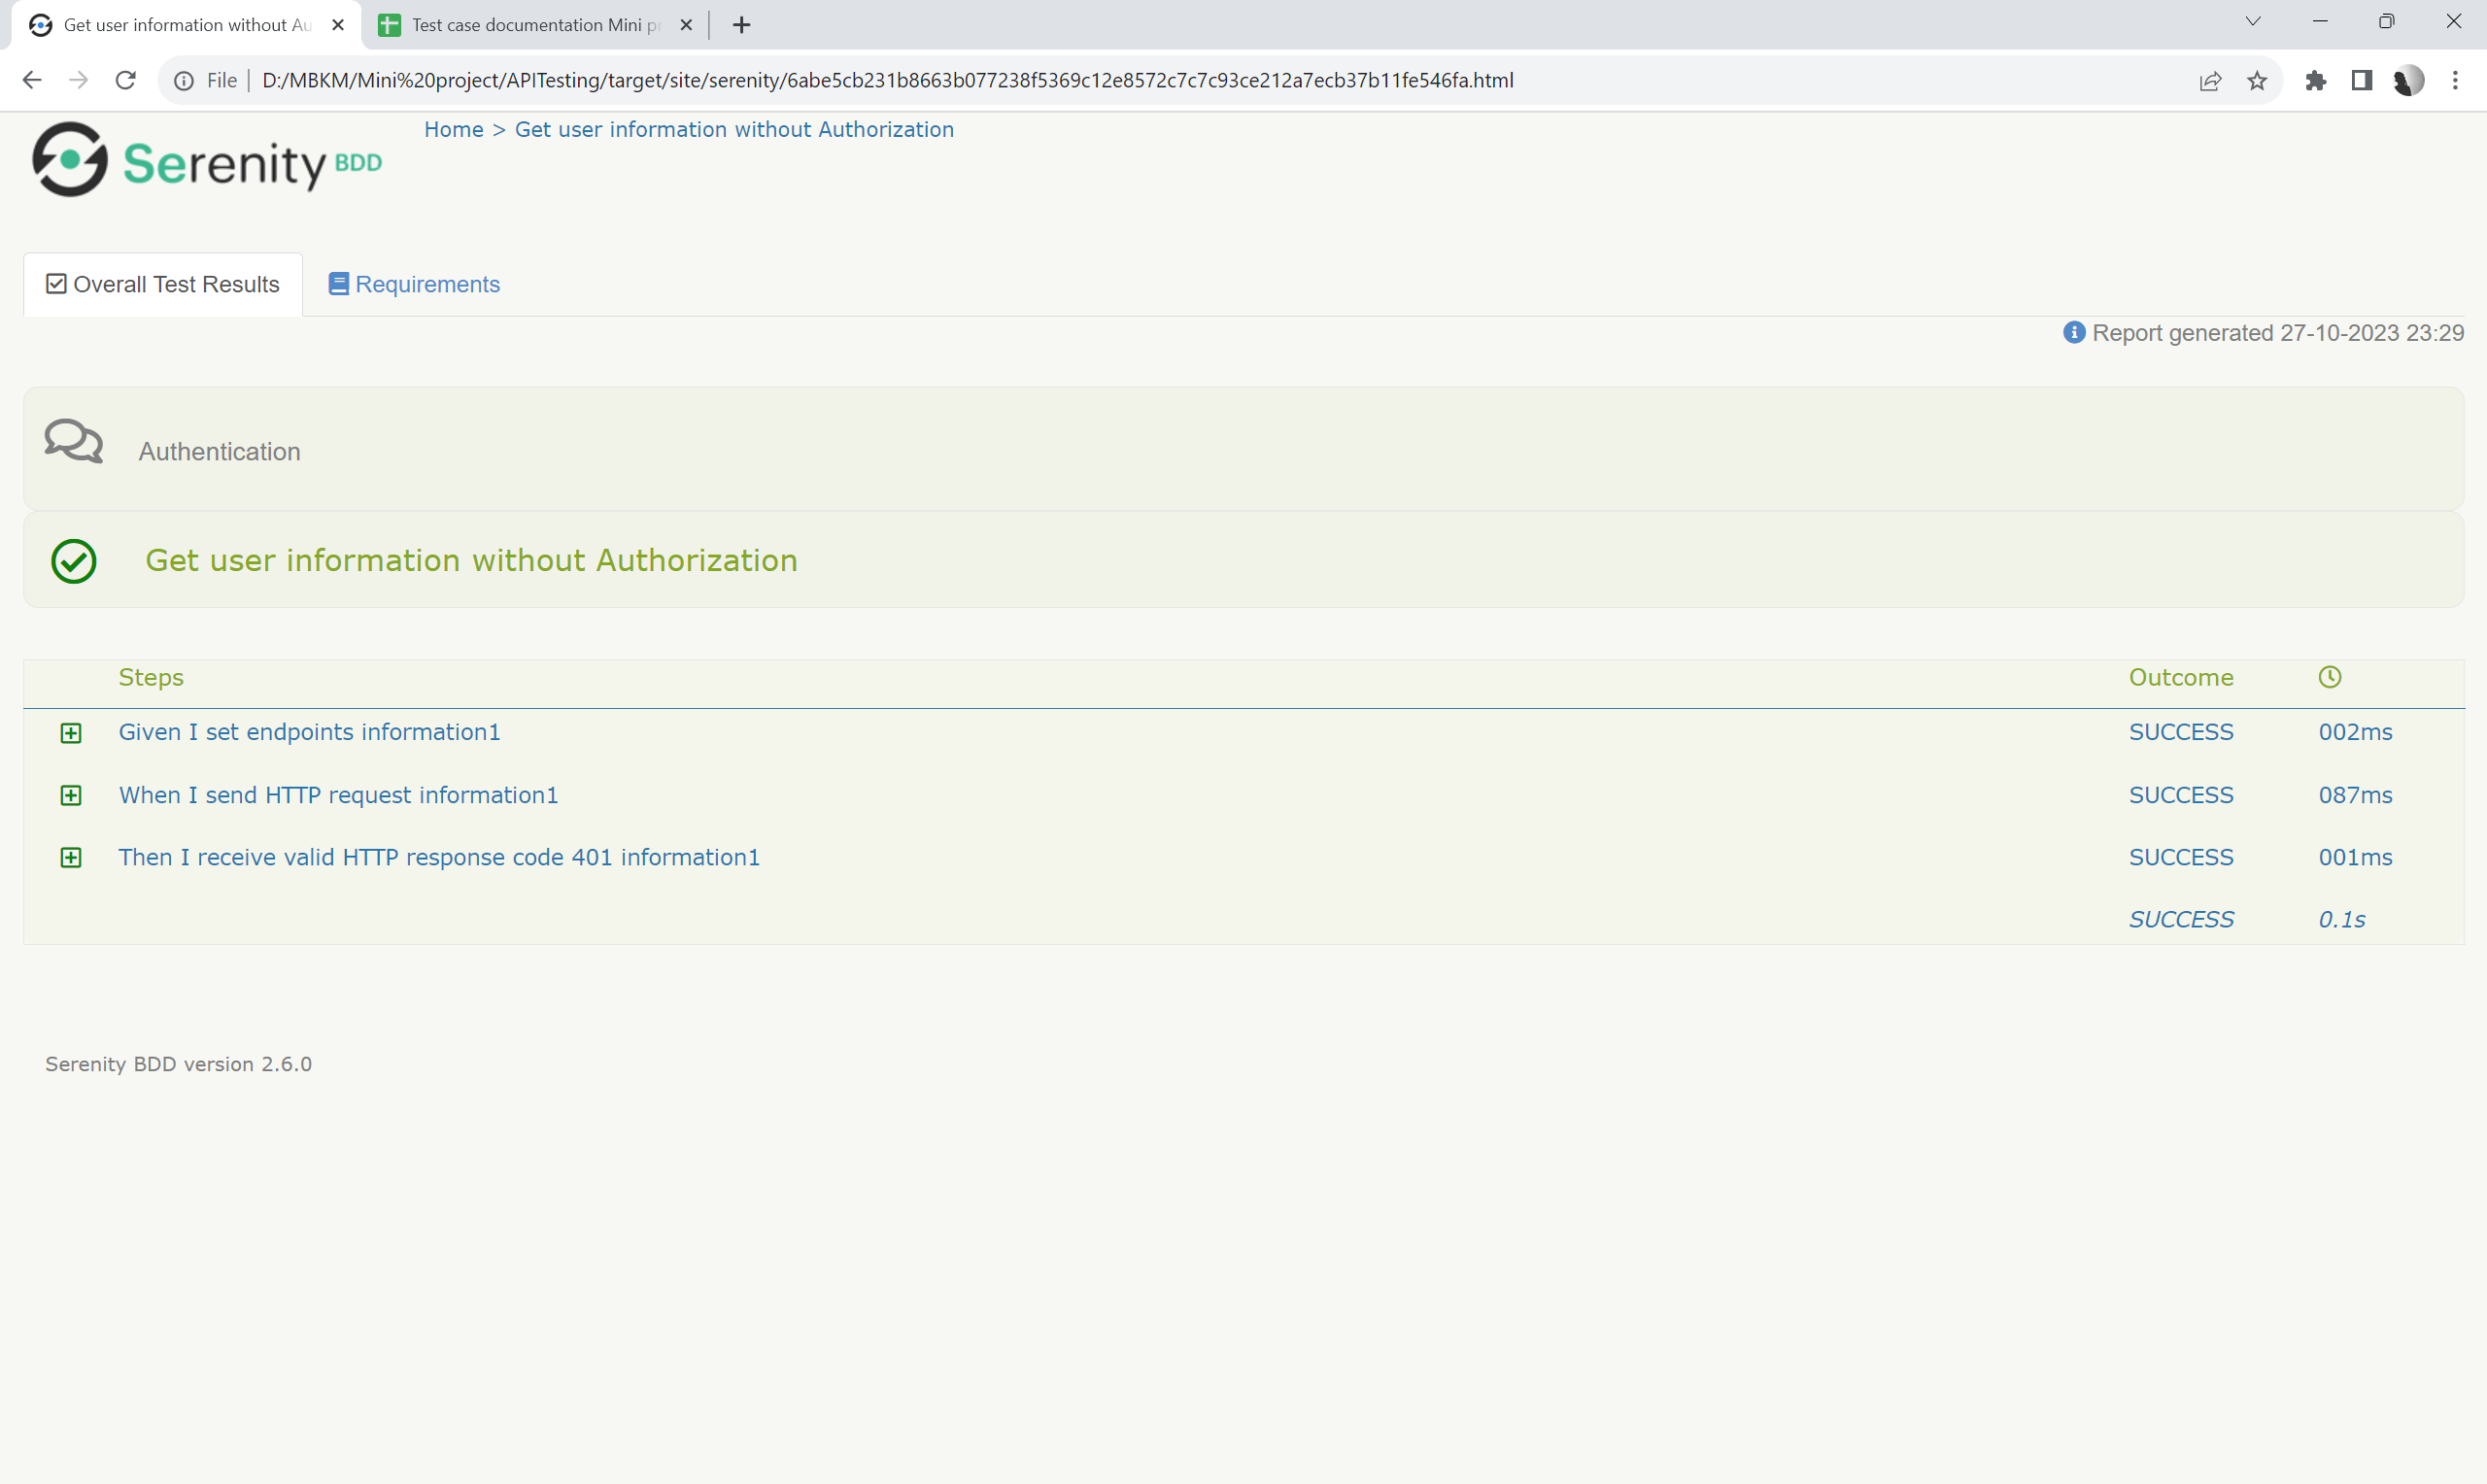 Get user information without Au
Test case documentation Mini p
File
D:/MBKM/Mini%20project/APITesting/target/site/serenity/6abe5cb231b8663b077238f5369c12e8572c7c7c93ce212a7ecb37b11fe546fa.html
Serenity BDD
Home > Get user information without Authorization
Overall Test Results
Requirements
Report generated 27-10-2023 23:29
Authentication
Get user information without Authorization
Steps Outcome
Given I set endpoints information1 SUCCESS 002ms
When I send HTTP request information1 SUCCESS 087ms
Then I receive valid HTTP response code 401 information1 SUCCESS 001ms
SUCCESS 0.1s
Serenity BDD version 2.6.0